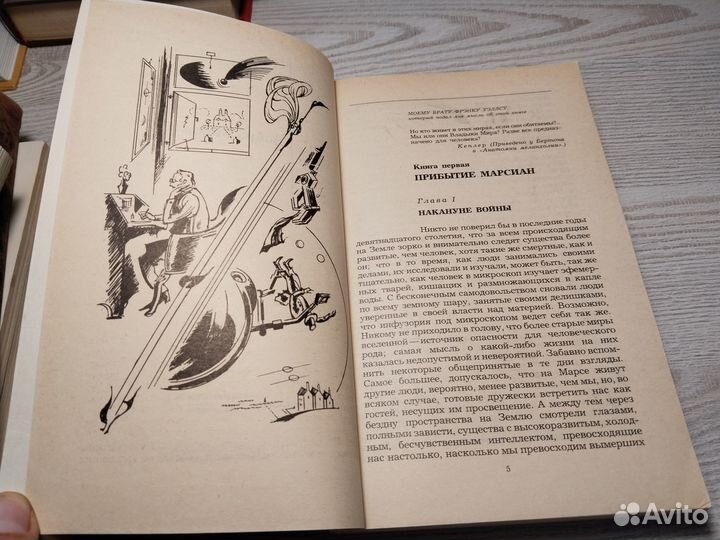 МОЕМУ БРАТУ ФРЭНКУ УЭЛЛСУ,
который подал мне мысль об этой книге
Но кто живет в этих мирах, если они обитаемы?..
Мы или они Владыки Мира? Разве все предназ-
начено для человека?
Кеплер (Приведено у Бертона
в «Анатомии меланхолии».)
Книга первая
ПРИБЫТИЕ МАРСИАН
Глава 1
НАКАНУНЕ ВОЙНЫ
Никто не поверил бы в последние годы
девятнадцатого столетия, что за всем происходящим
на Земле зорко и внимательно следят существа более
развитые, чем человек, хотя такие же смертные, как и
он; что в то время, как люди занимались своими
делами, их исследовали и изучали, может быть, так же
тщательно, как человек в микроскоп изучает эфемер-
ных тварей, кишащих и размножающихся в капле
воды. С бесконечным самодовольством сновали люди
по всему земному шару, занятые своими делишками,
уверенные в своей власти над материей. Возможно,
что инфузория под микроскопом ведет себя так же.
Никому не приходило в голову, что более старые миры
вселенной — источник опасности для человеческого
рода; самая мысль о какой-либо жизни на них
казалась недопустимой и невероятной. Забавно вспом-
нить некоторые общепринятые в те дни взгляды.
Самое большее, допускалось, что на Марсе живут
другие люди, вероятно, менее развитые, чем мы, но, во
всяком случае, готовые дружески встретить нас как
гостей, несущих им просвещение. А между тем через
бездну пространства на Землю смотрели глазами,
полными зависти, существа с высокоразвитым, холод-
ным, бесчувственным интеллектом, превосходящие
нас настолько, насколько мы превосходим вымерших
5
Avito